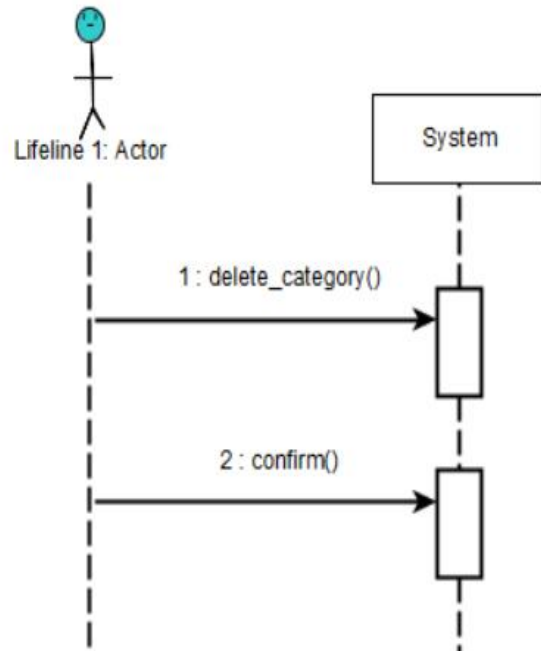 Lifeline 1: Actor
System
1 : delete_category()
2 : confirm()